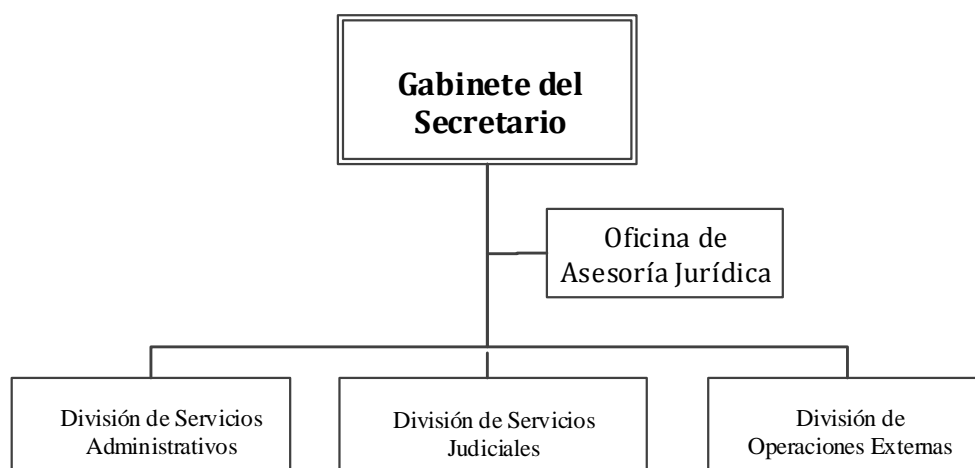 Gabinete del
Secretario
Oficina de
Asesoría Jurídica
División de Servicios
Administrativos
División de Servicios
Judiciales
División de
Operaciones Externas